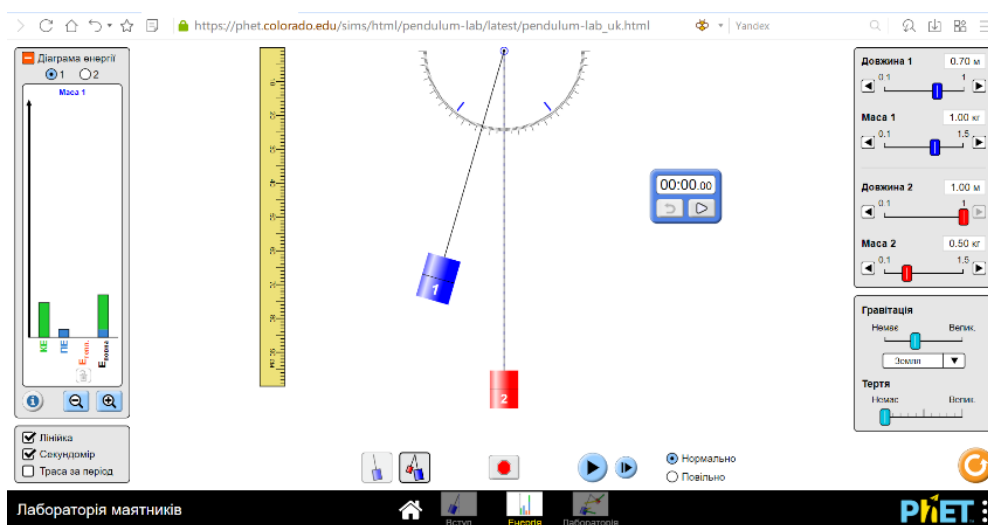 https://phet.colorado.edu/sims/html/pendulum-lab/latest/pendulum-lab_uk.html
Yandex
Діаграма енергії
1 2
Маса 1
КЕ
ПЕ
Eтепл.
Eповна
Лінійка
Секундомір
Траса за період
1
2
00:00.00
Довжина 1 0.70 м
0.1 1
Маса 1 1.00 кг
0.1 1.5
Довжина 2 1.00 м
0.1 1
Маса 2 0.50 кг
0.1 1.5
Гравітація
Немає Велик.
Земля
Тертя
Немає Велик.
Нормально
Повільно
Лабораторія маятників
Вступ
Енергія
Лабораторія
PhET